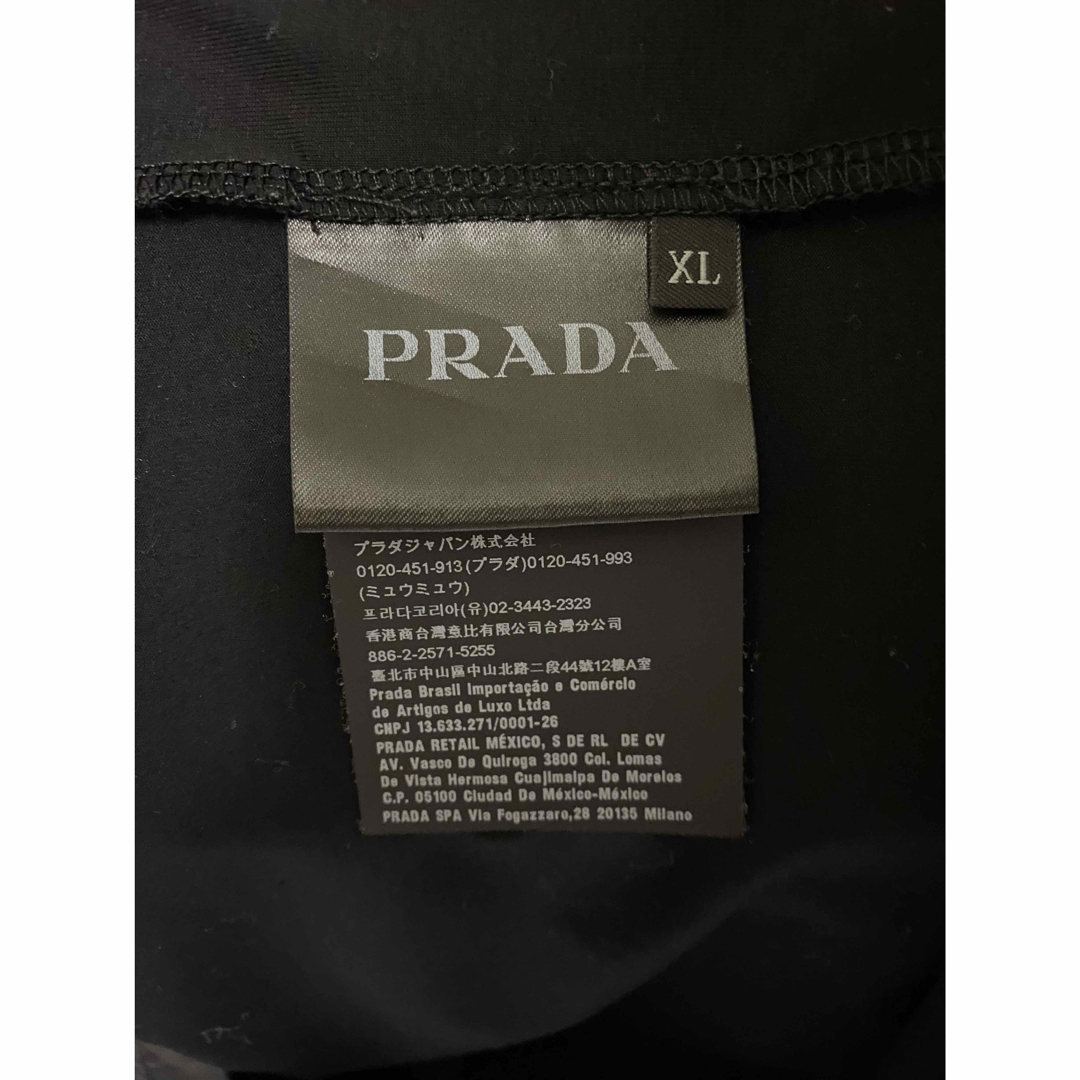 XL
PRADA
プラダジャパン株式会社
0120-451-913(プラダ)0120-451-993
(ミュウミュウ)
프라다코리아(유)02-3443-2323
香港商台灣意比有限公司台灣分公司
886-2-2571-5255
臺北市中山區中山北路二段44號12樓A室
Prada Brasil Importação e Comércio
de Artigos de Luxo Ltda
CNPJ 13.633.271/0001-26
PRADA RETAIL MÉXICO, S DE RL DE CV
AV. Vasco De Quiroga 3800 Col. Lomas
De Vista Hermosa Cuajimalpa De Morelos
C.P. 05100 Ciudad De México-México
PRADA SPA Via Fogazzaro,28 20135 Milano